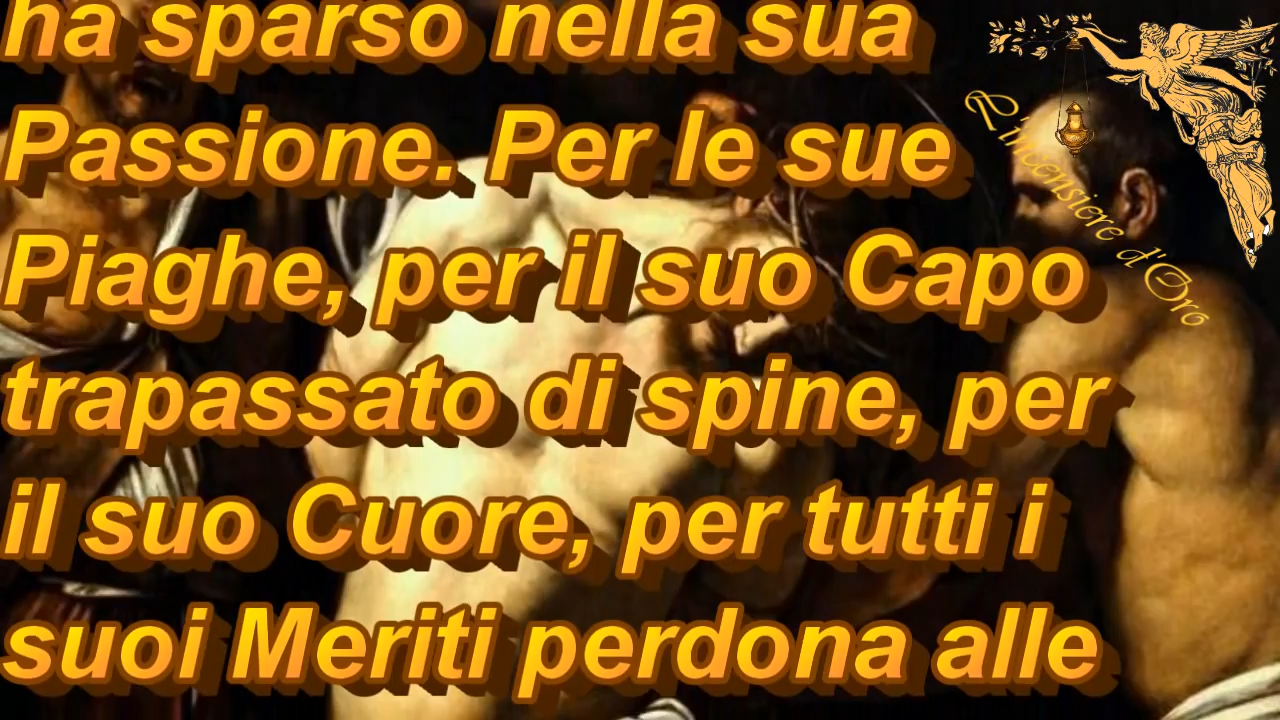 ha sparso nella sua
Passione. Per le sue
Piaghe, per il suo Capo
trapassato di spine, per
il suo Cuore, per tutti i
suoi Meriti perdona alle
L'incensiere d'Oro